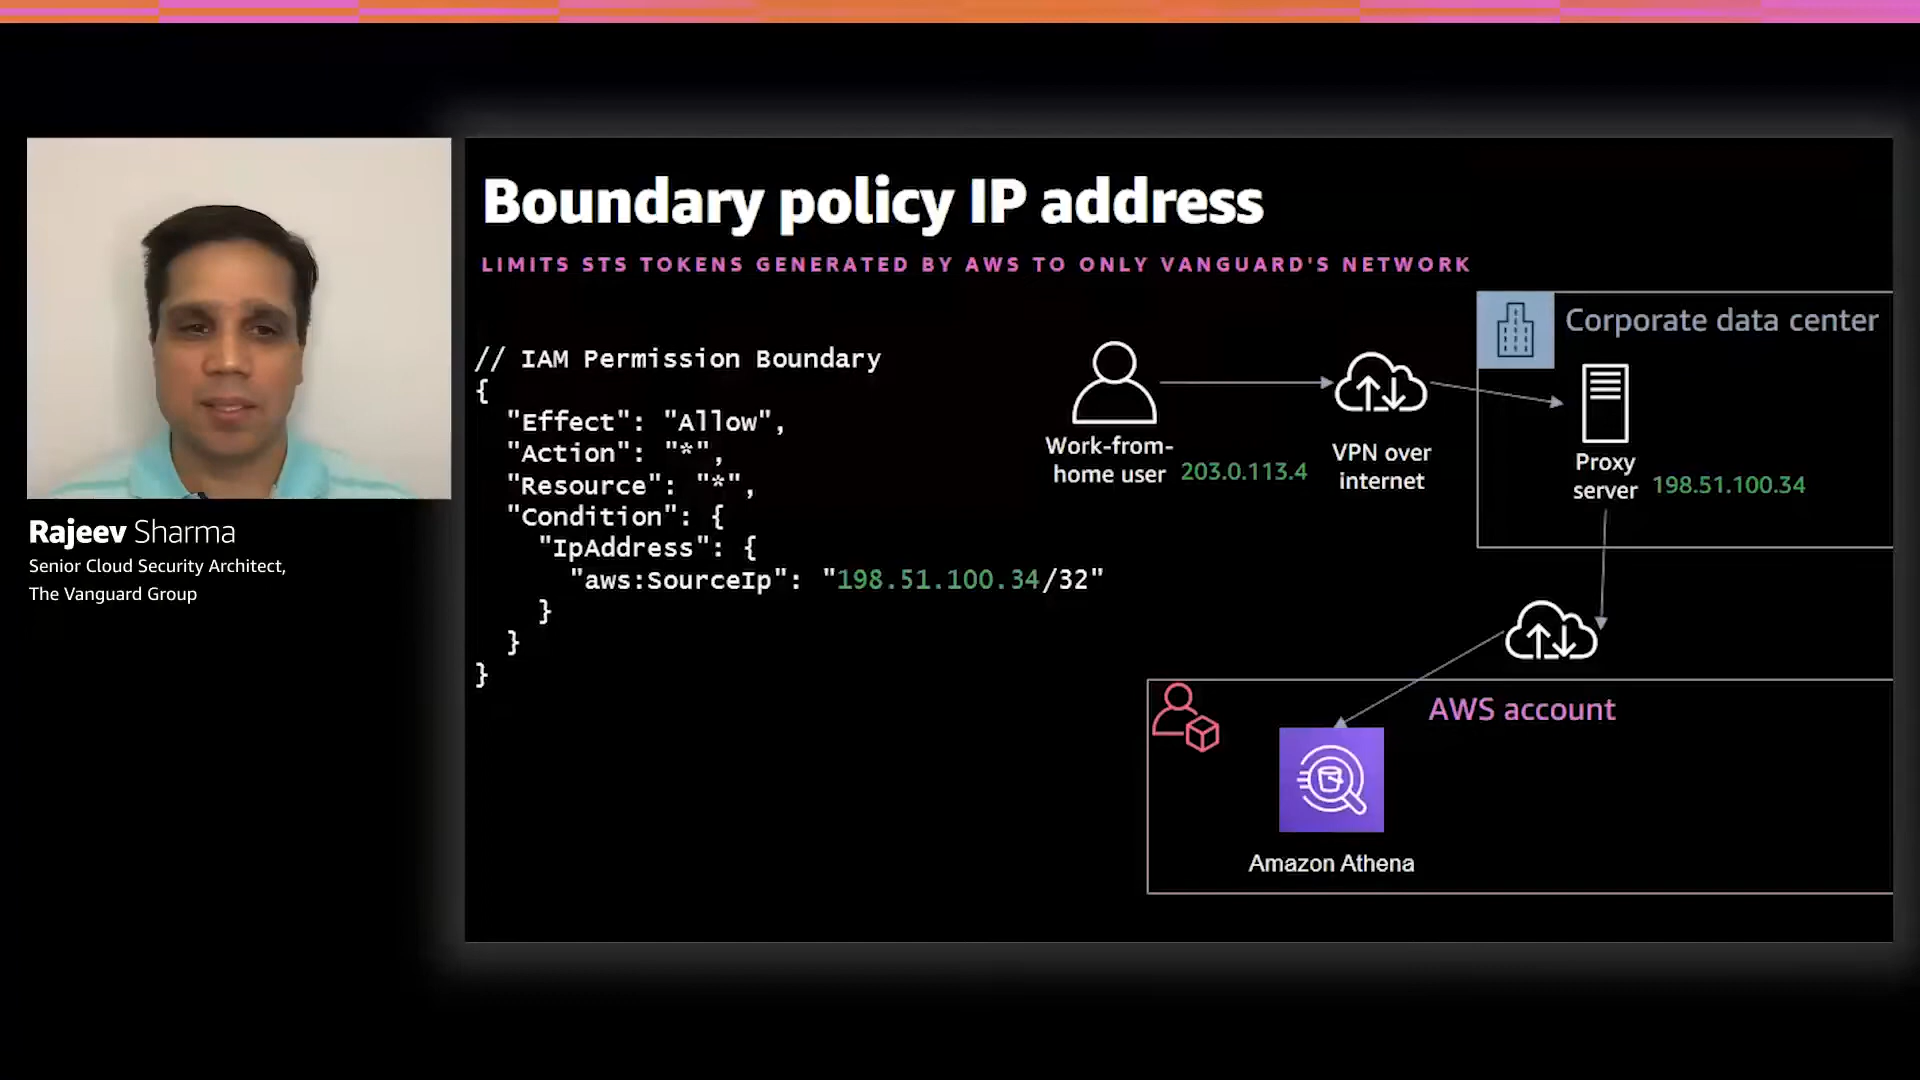 Boundary policy IP address
LIMITS STS TOKENS GENERATED BY AWS TO ONLY VANGUARD'S NETWORK
// IAM Permission Boundary
{
"Effect": "Allow",
"Action": "*",
"Resource": "*",
"Condition": {
"IpAddress": {
"aws:SourceIp": "198.51.100.34/32"
}
}
}
Work-from-
home user
203.0.113.4
VPN over
internet
Corporate data center
Proxy
server
198.51.100.34
AWS account
Amazon Athena
Rajeev Sharma
Senior Cloud Security Architect,
The Vanguard Group